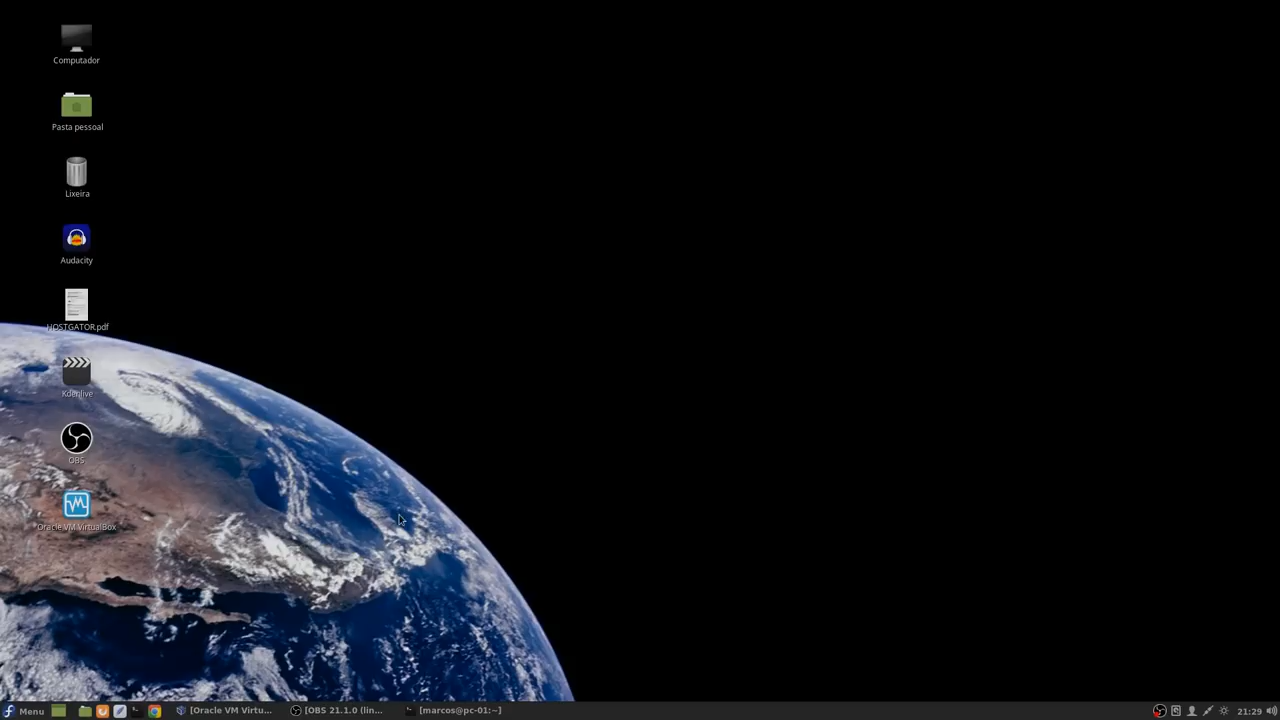 Computador
Pasta pessoal
Lixeira
Audacity
HOSTGATOR.pdf
Kdenlive
OBS
Oracle VM VirtualBox
Menu
[Oracle VM Virtu...
[OBS 21.1.0 (lin...
[marcos@pc-01:~]
21:29